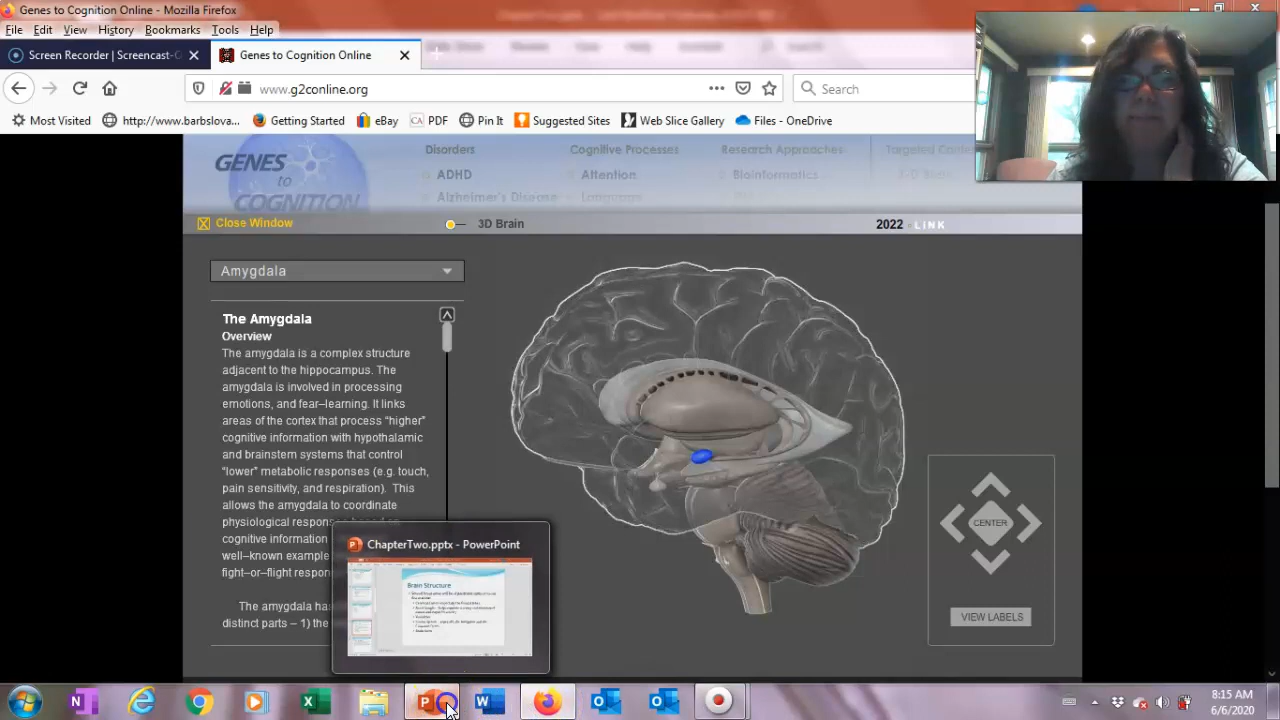 Genes to Cognition Online - Mozilla Firefox
File Edit View History Bookmarks Tools Help
Screen Recorder | Screencast-O
Genes to Cognition Online
www.g2conline.org
Search
Most Visited
http://www.barbslova...
Getting Started
eBay
PDF
Pin It
Suggested Sites
Web Slice Gallery
Files - OneDrive
GENES
to
COGNITION
Disorders
ADHD
Alzheimer's Disease
Cognitive Processes
Attention
Language
Research Approaches
Bioinformatics
Close Window
3D Brain
2022 - LINK
Amygdala
The Amygdala
Overview
The amygdala is a complex structure
adjacent to the hippocampus. The
amygdala is involved in processing
emotions, and fear–learning. It links
areas of the cortex that process “higher”
cognitive information with hypothalamic
and brainstem systems that control
“lower” metabolic responses (e.g. touch,
pain sensitivity, and respiration). This
allows the amygdala to coordinate
physiological respons
cognitive information
well–known example
fight–or–flight respon
The amygdala ha
distinct parts – 1) the
ChapterTwo.pptx - PowerPoint
Brain Structure
CENTER
VIEW LABELS
8:15 AM
6/6/2020